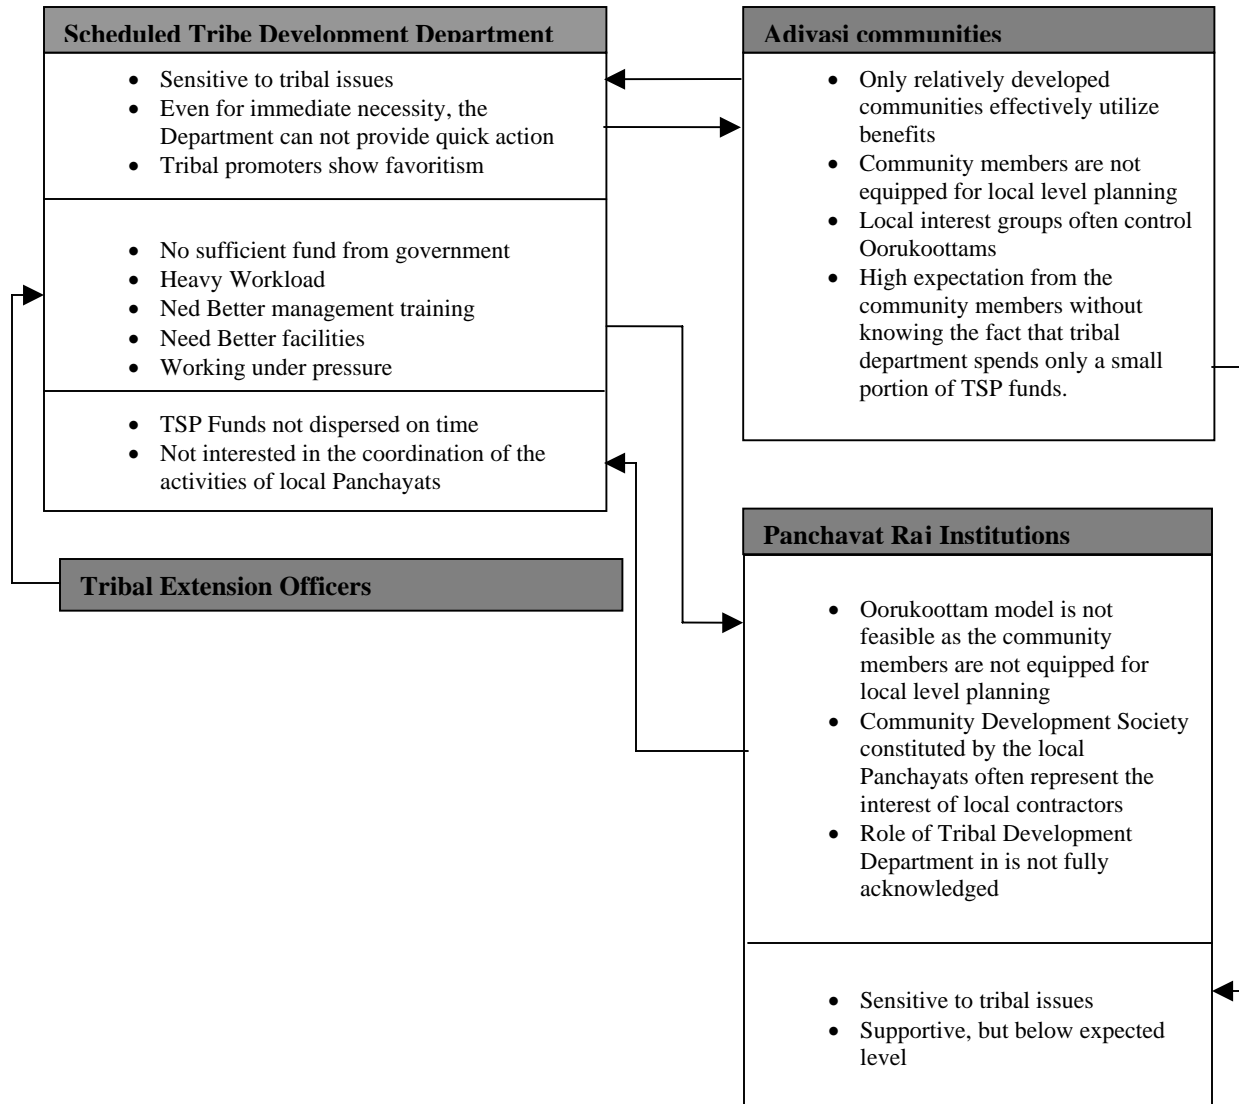 Scheduled Tribe Development Department
• Sensitive to tribal issues
• Even for immediate necessity, the
Department can not provide quick action
• Tribal promoters show favoritism
• No sufficient fund from government
• Heavy Workload
• Ned Better management training
• Need Better facilities
• Working under pressure
• TSP Funds not dispersed on time
• Not interested in the coordination of the
activities of local Panchayats
Tribal Extension Officers
Adivasi communities
• Only relatively developed
communities effectively utilize
benefits
• Community members are not
equipped for local level planning
• Local interest groups often control
Oorukoottams
• High expectation from the
community members without
knowing the fact that tribal
department spends only a small
portion of TSP funds.
Panchayat Raj Institutions
• Oorukoottam model is not
feasible as the community
members are not equipped for
local level planning
• Community Development Society
constituted by the local
Panchayats often represent the
interest of local contractors
• Role of Tribal Development
Department in is not fully
acknowledged
• Sensitive to tribal issues
• Supportive, but below expected
level